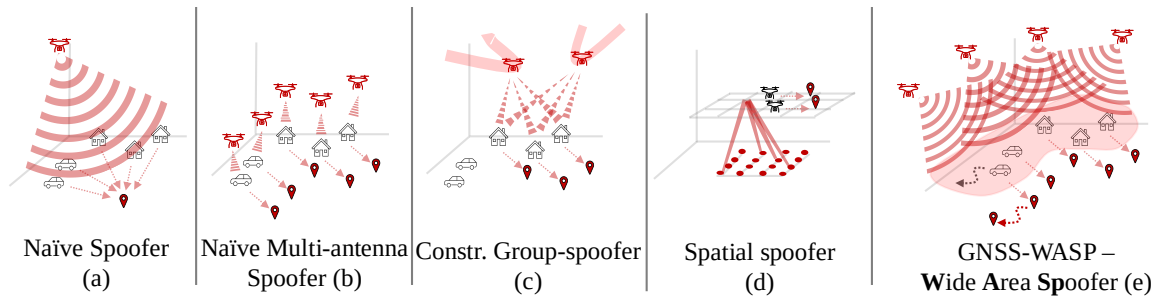 Naïve Spoofer
(a)
Naïve Multi-antenna
Spoofer (b)
Constr. Group-spoofer
(c)
Spatial spoofer
(d)
GNSS-WASP –
Wide Area Spoofer (e)